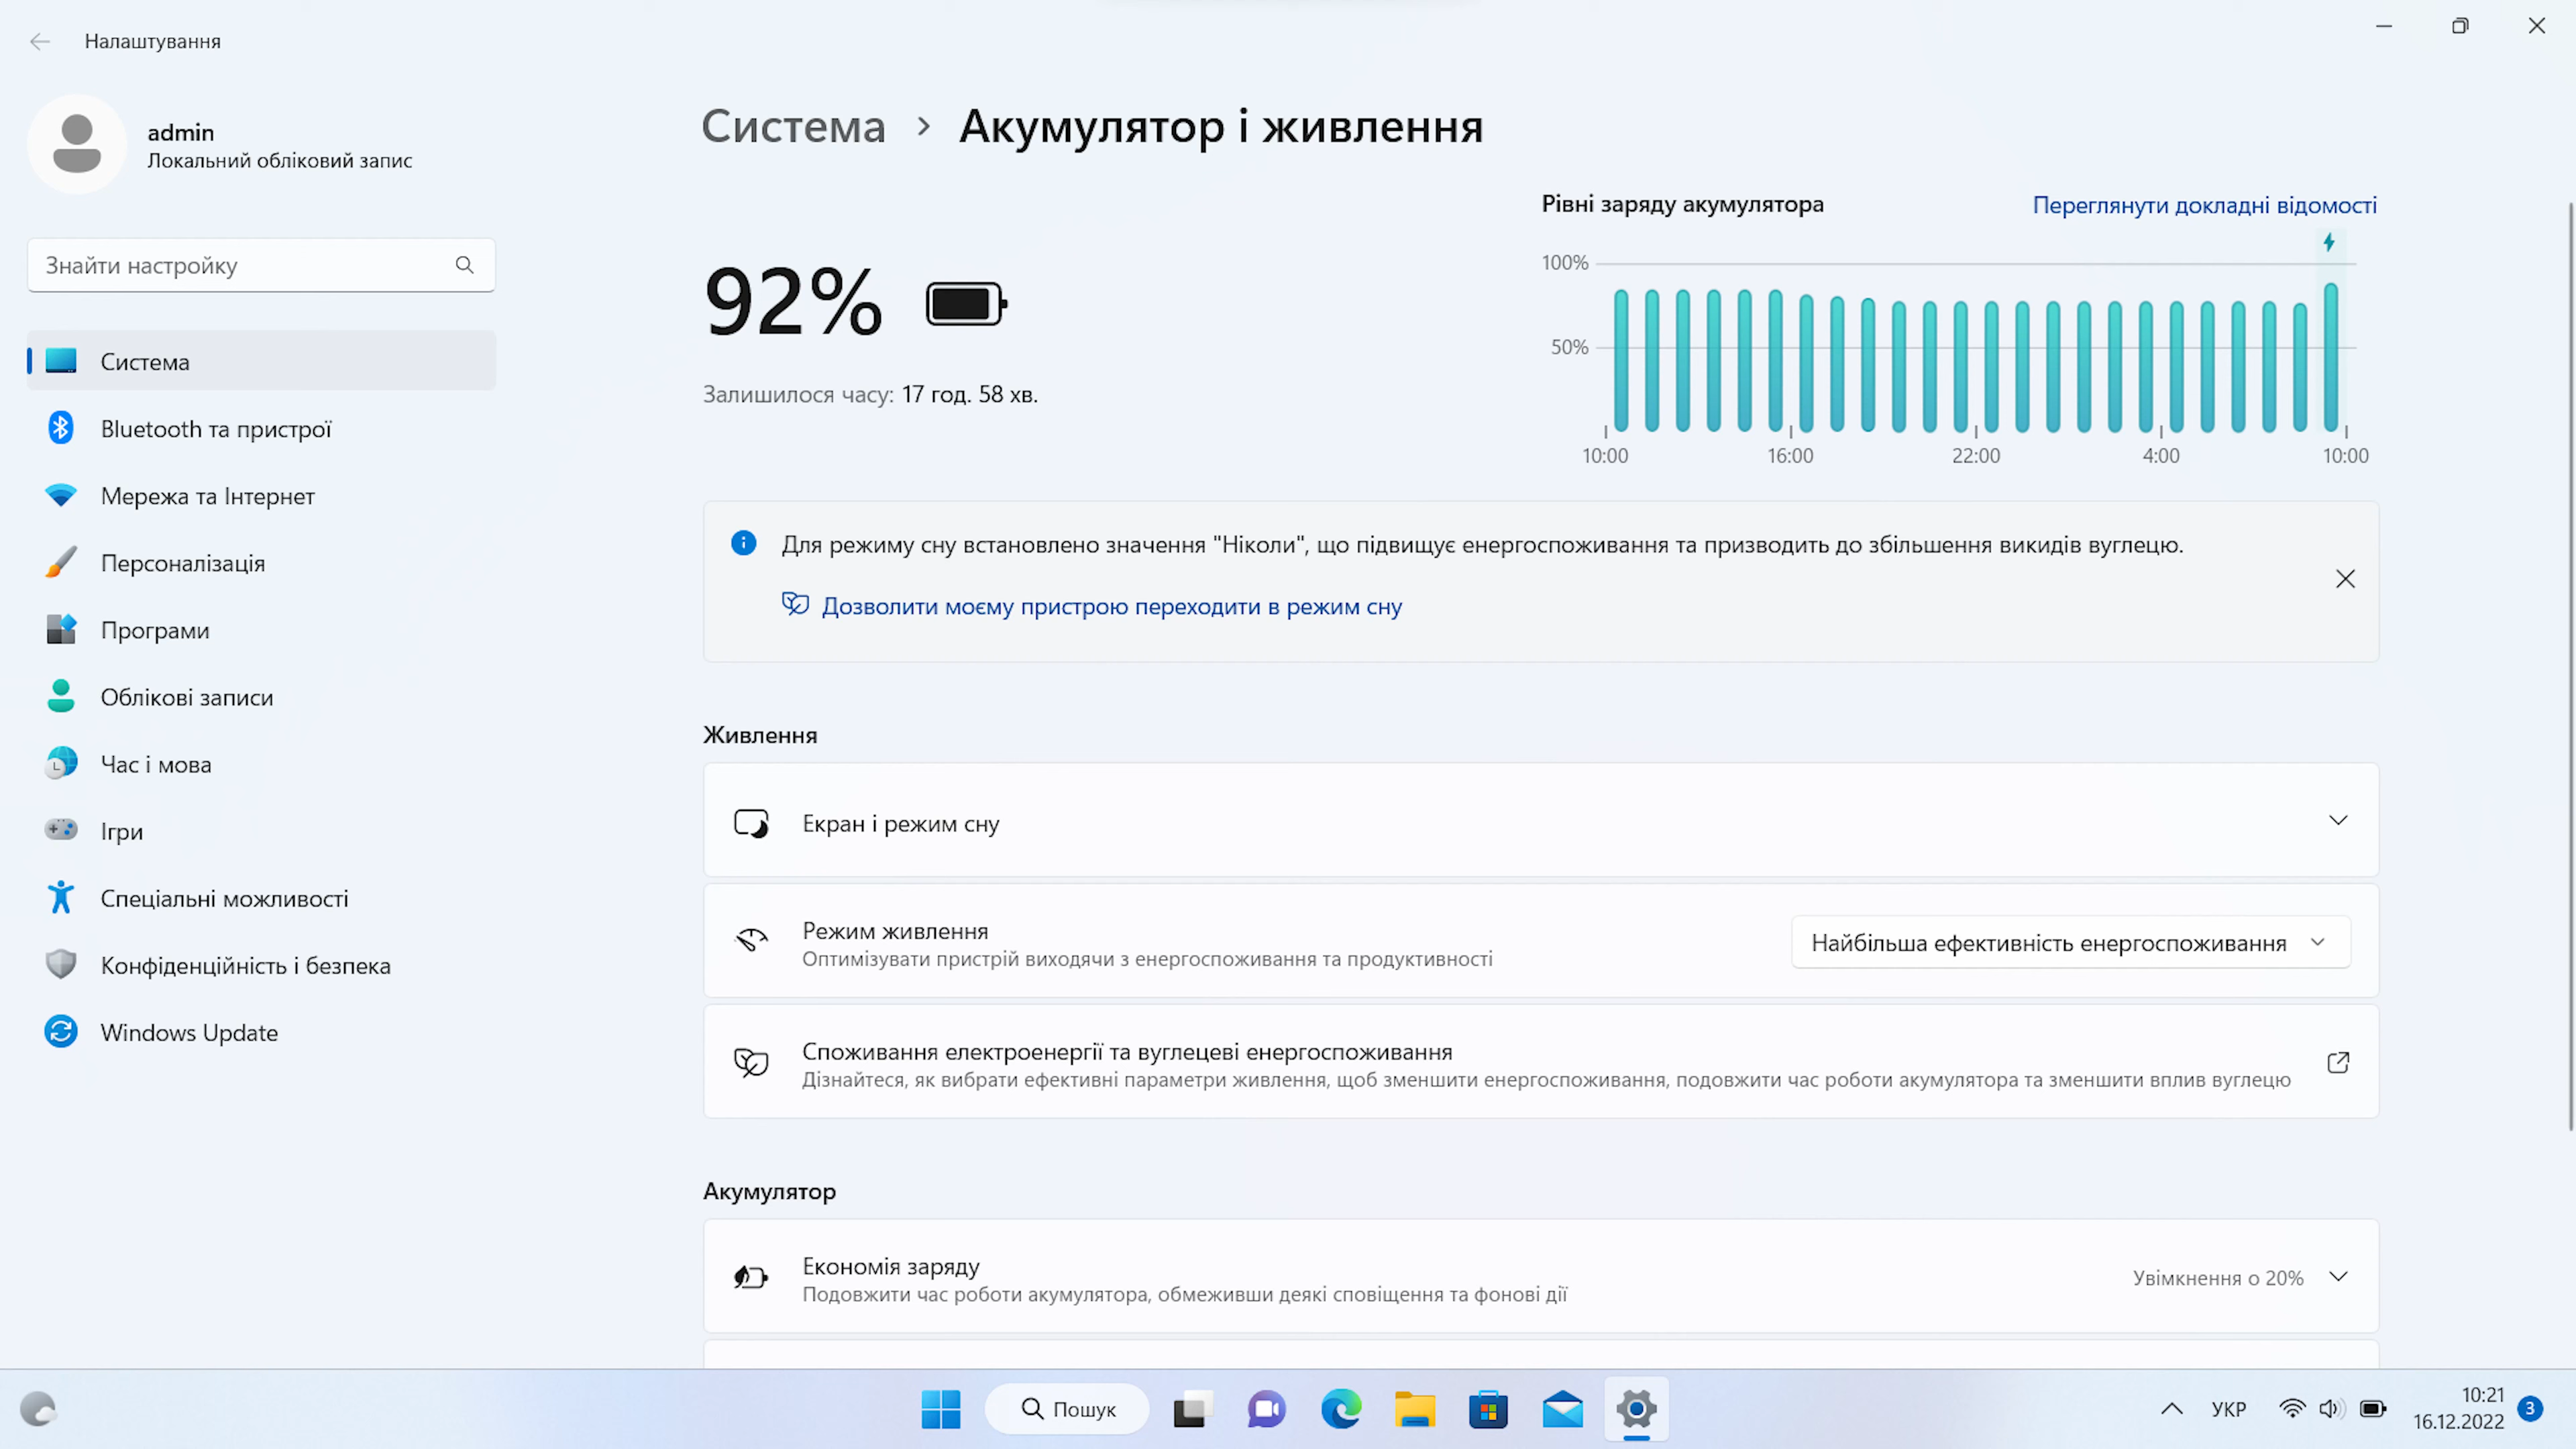 Налаштування
admin
Локальний обліковий запис
Знайти настройку
Система
Bluetooth та пристрої
Мережа та Інтернет
Персоналізація
Програми
Облікові записи
Час і мова
Ігри
Спеціальні можливості
Конфіденційність і безпека
Windows Update
Система > Акумулятор і живлення
92%
Залишилося часу: 17 год. 58 хв.
Рівні заряду акумулятора
Переглянути докладні відомості
100%
50%
10:00 16:00 22:00 4:00 10:00
Для режиму сну встановлено значення "Ніколи", що підвищує енергоспоживання та призводить до збільшення викидів вуглецю.
Дозволити моєму пристрою переходити в режим сну
Живлення
Екран і режим сну
Режим живлення
Оптимізувати пристрій виходячи з енергоспоживання та продуктивності
Найбільша ефективність енергоспоживання
Споживання електроенергії та вуглецеві енергоспоживання
Дізнайтеся, як вибрати ефективні параметри живлення, щоб зменшити енергоспоживання, подовжити час роботи акумулятора та зменшити вплив вуглецю
Акумулятор
Економія заряду
Подовжити час роботи акумулятора, обмеживши деякі сповіщення та фонові дії
Увімкнення о 20%
Пошук
УКР
10:21
16.12.2022
3